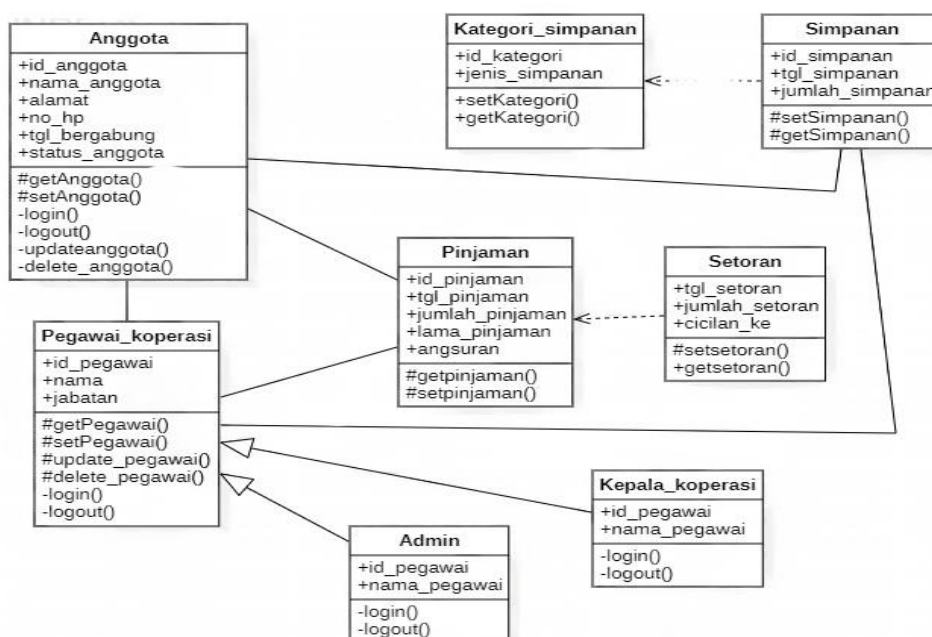 Anggota
+id_anggota
+nama_anggota
+alamat
+no_hp
+tgl_bergabung
+status_anggota
#getAnggota()
#setAnggota()
-login()
-logout()
-updateanggota()
-delete_anggota()
Kategori_simpanan
+id_kategori
+jenis_simpanan
+setKategori()
+getKategori()
Simpanan
+id_simpanan
+tgl_simpanan
+jumlah_simpanan
#setSimpanan()
#getSimpanan()
Pinjaman
+id_pinjaman
+tgl_pinjaman
+jumlah_pinjaman
+lama_pinjaman
+angsuran
#getpinjaman()
#setpinjaman()
Setoran
+tgl_setoran
+jumlah_setoran
+cicilan_ke
#setsetoran()
+getsetoran()
Pegawai_koperasi
+id_pegawai
+nama
+jabatan
#getPegawai()
#setPegawai()
#update_pegawai()
#delete_pegawai()
-login()
-logout()
Kepala_koperasi
+id_pegawai
+nama_pegawai
-login()
-logout()
Admin
+id_pegawai
+nama_pegawai
-login()
-logout()